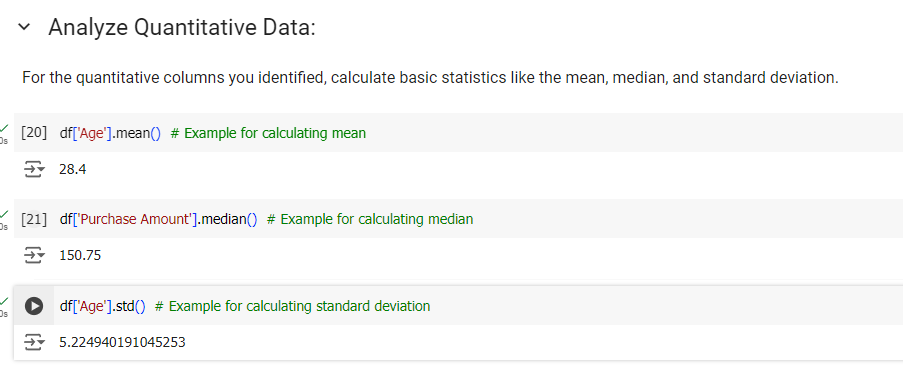 Analyze Quantitative Data:
For the quantitative columns you identified, calculate basic statistics like the mean, median, and standard deviation.
[20] df['Age'].mean() # Example for calculating mean
0s
28.4
[21] df['Purchase Amount'].median() # Example for calculating median
0s
150.75
df['Age'].std() # Example for calculating standard deviation
0s
5.224940191045253